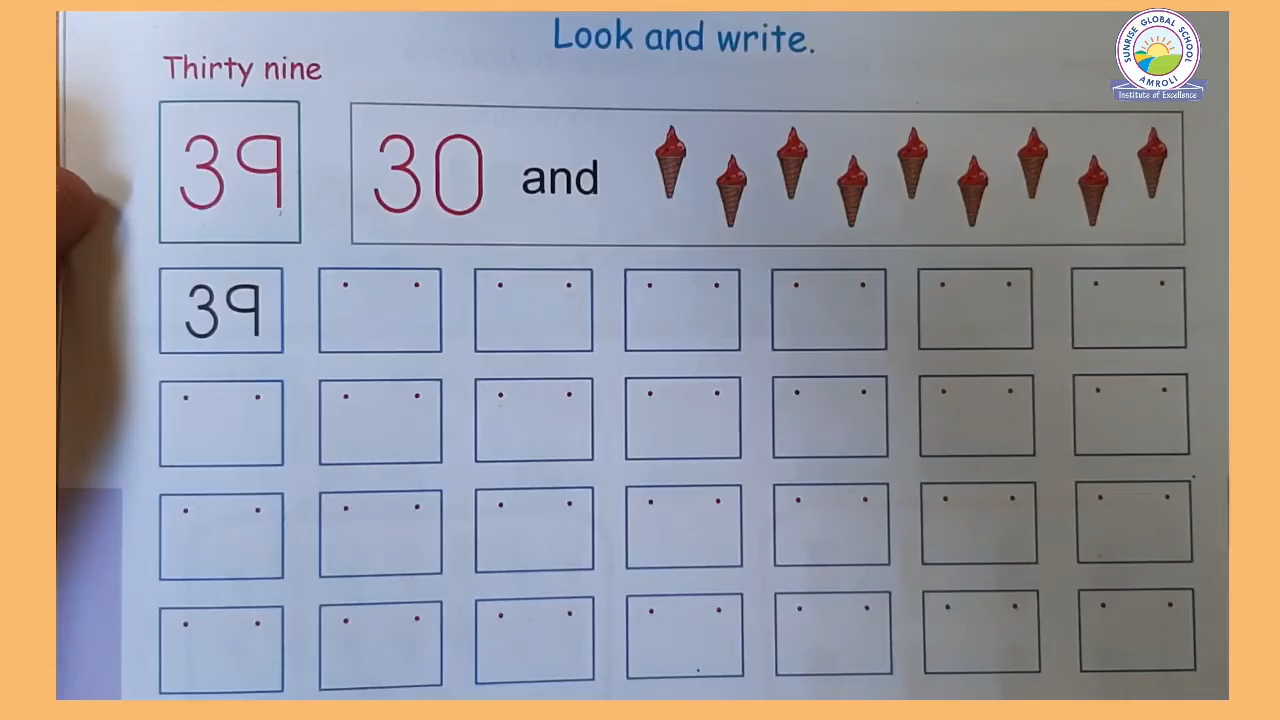 Look and write.
SUNRISE GLOBAL SCHOOL
AMROLI
Institute of Excellence
Thirty nine
39
30 and
39